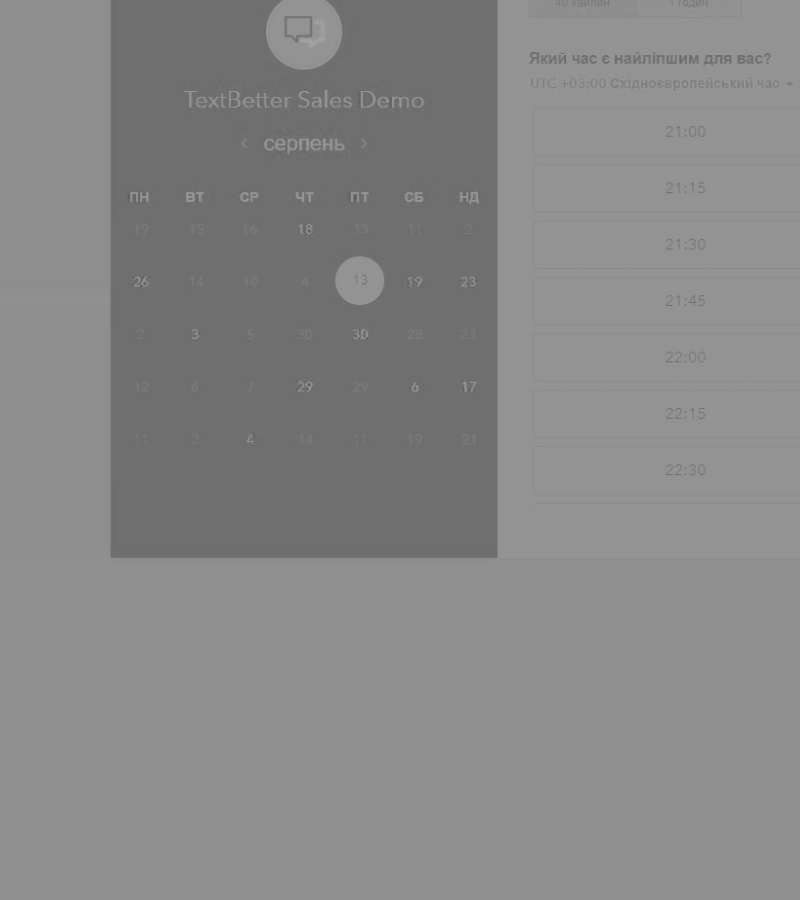 40 хвилин 1 годин
TextBetter Sales Demo
серпень
ПН ВТ СР ЧТ ПТ СБ НД
19 15 16 18 13 11 2
26 14 10 4 13 19 23
2 3 5 30 30 28 23
12 6 7 29 29 6 17
11 2 4 14 11 19 21
Який час є найліпшим для вас?
UTC +03:00 Східноєвропейський час
21:00
21:15
21:30
21:45
22:00
22:15
22:30